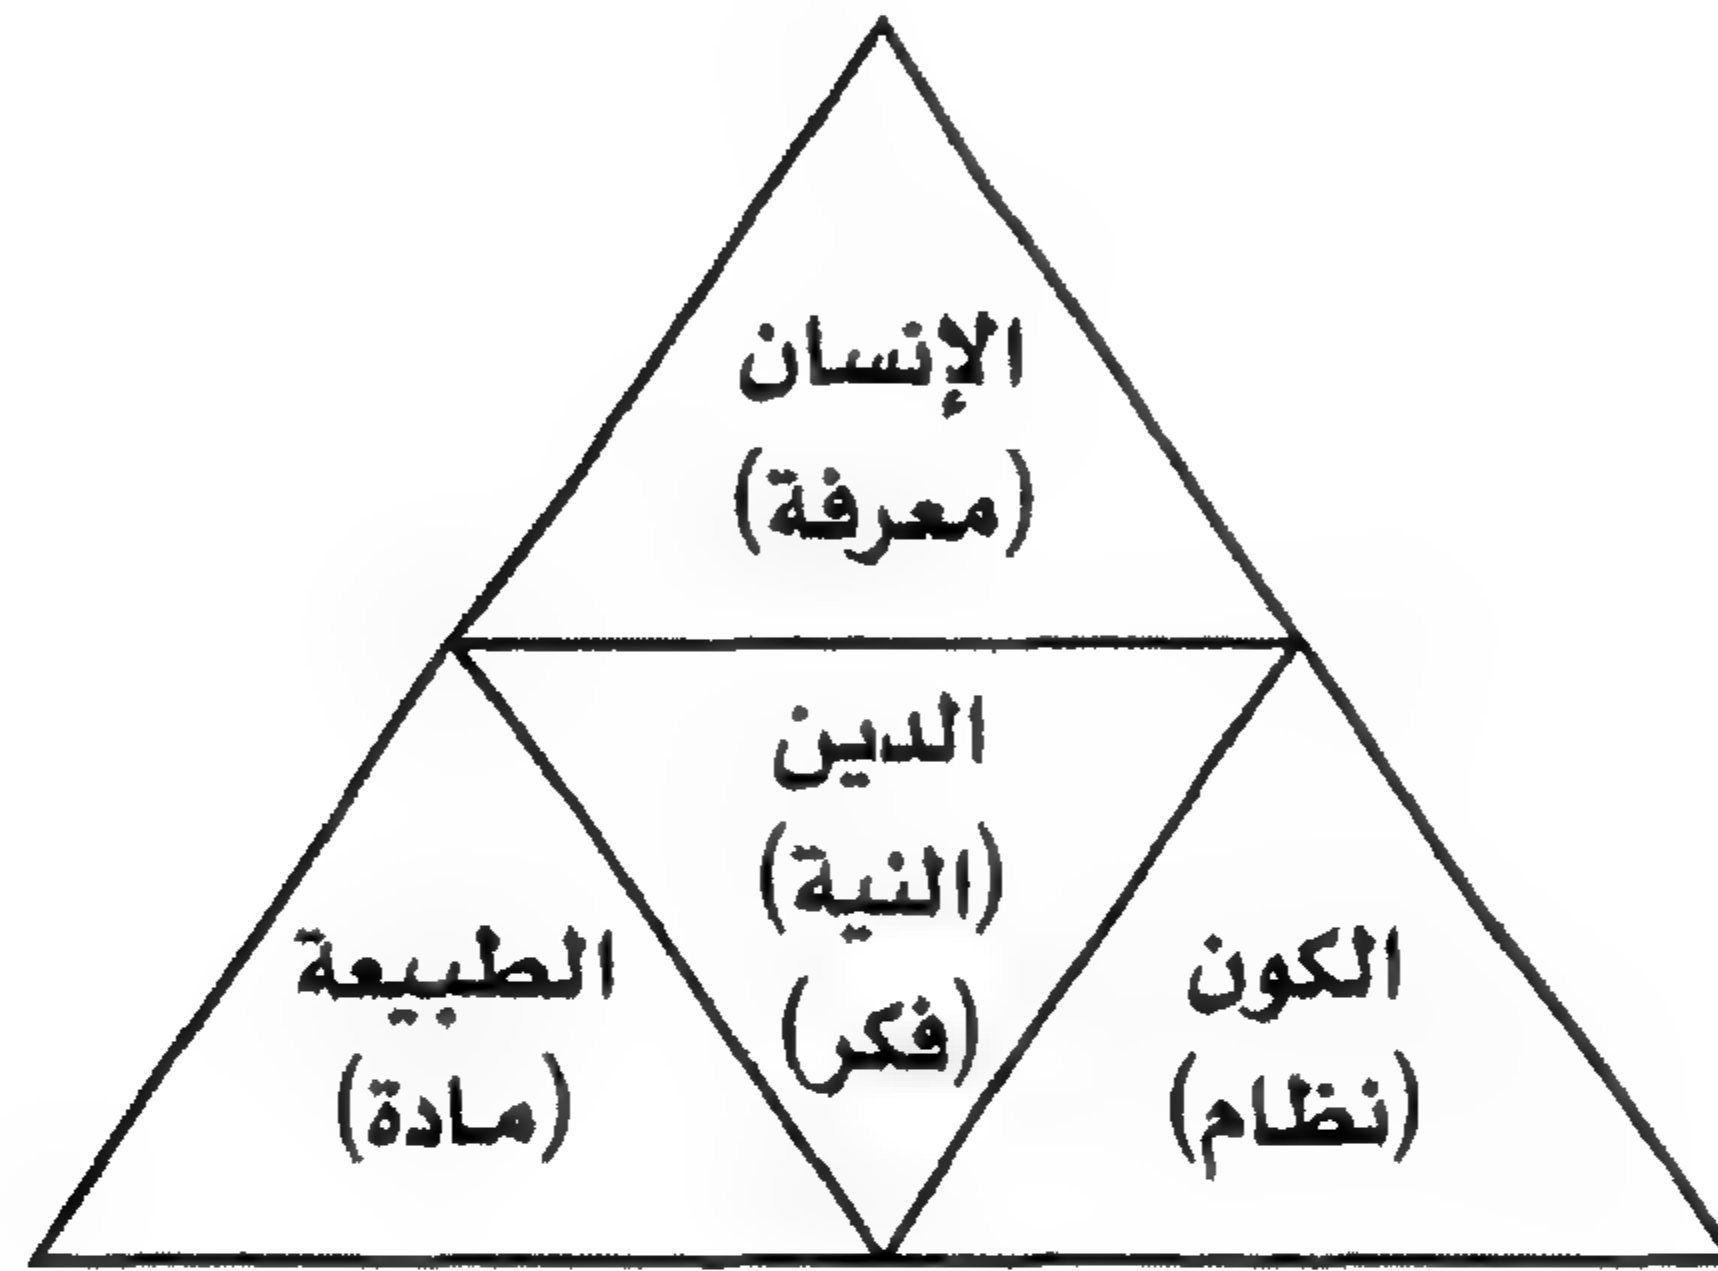 الإنسان
(معرفة)
الدين
(النية)
(فكر)
الكون
(نظام)
الطبيعة
(مادة)